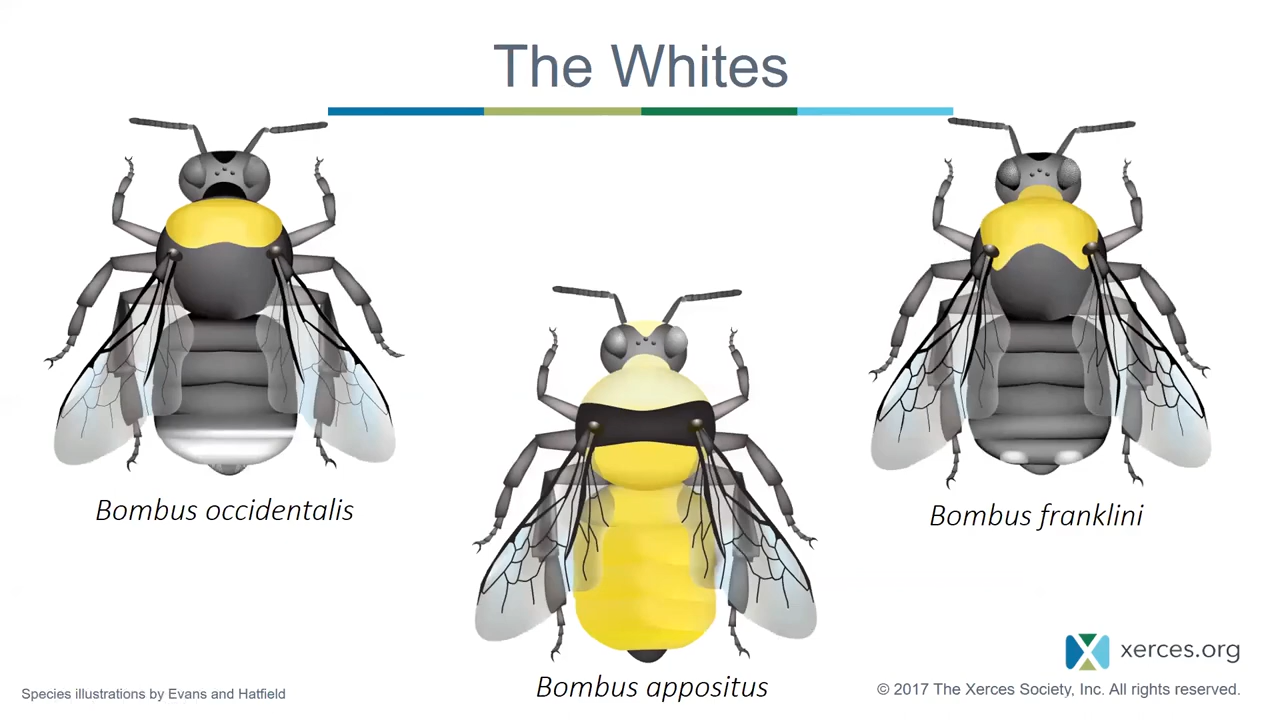 The Whites
Bombus occidentalis
Bombus franklini
Bombus appositus
xerces.org
Species illustrations by Evans and Hatfield
© 2017 The Xerces Society, Inc. All rights reserved.